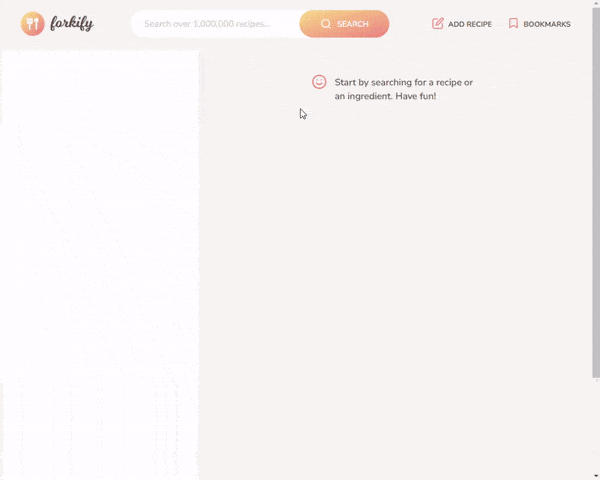 forkify
Search over 1,000,000 recipes...
SEARCH
ADD RECIPE
BOOKMARKS
Start by searching for a recipe or
an ingredient. Have fun!